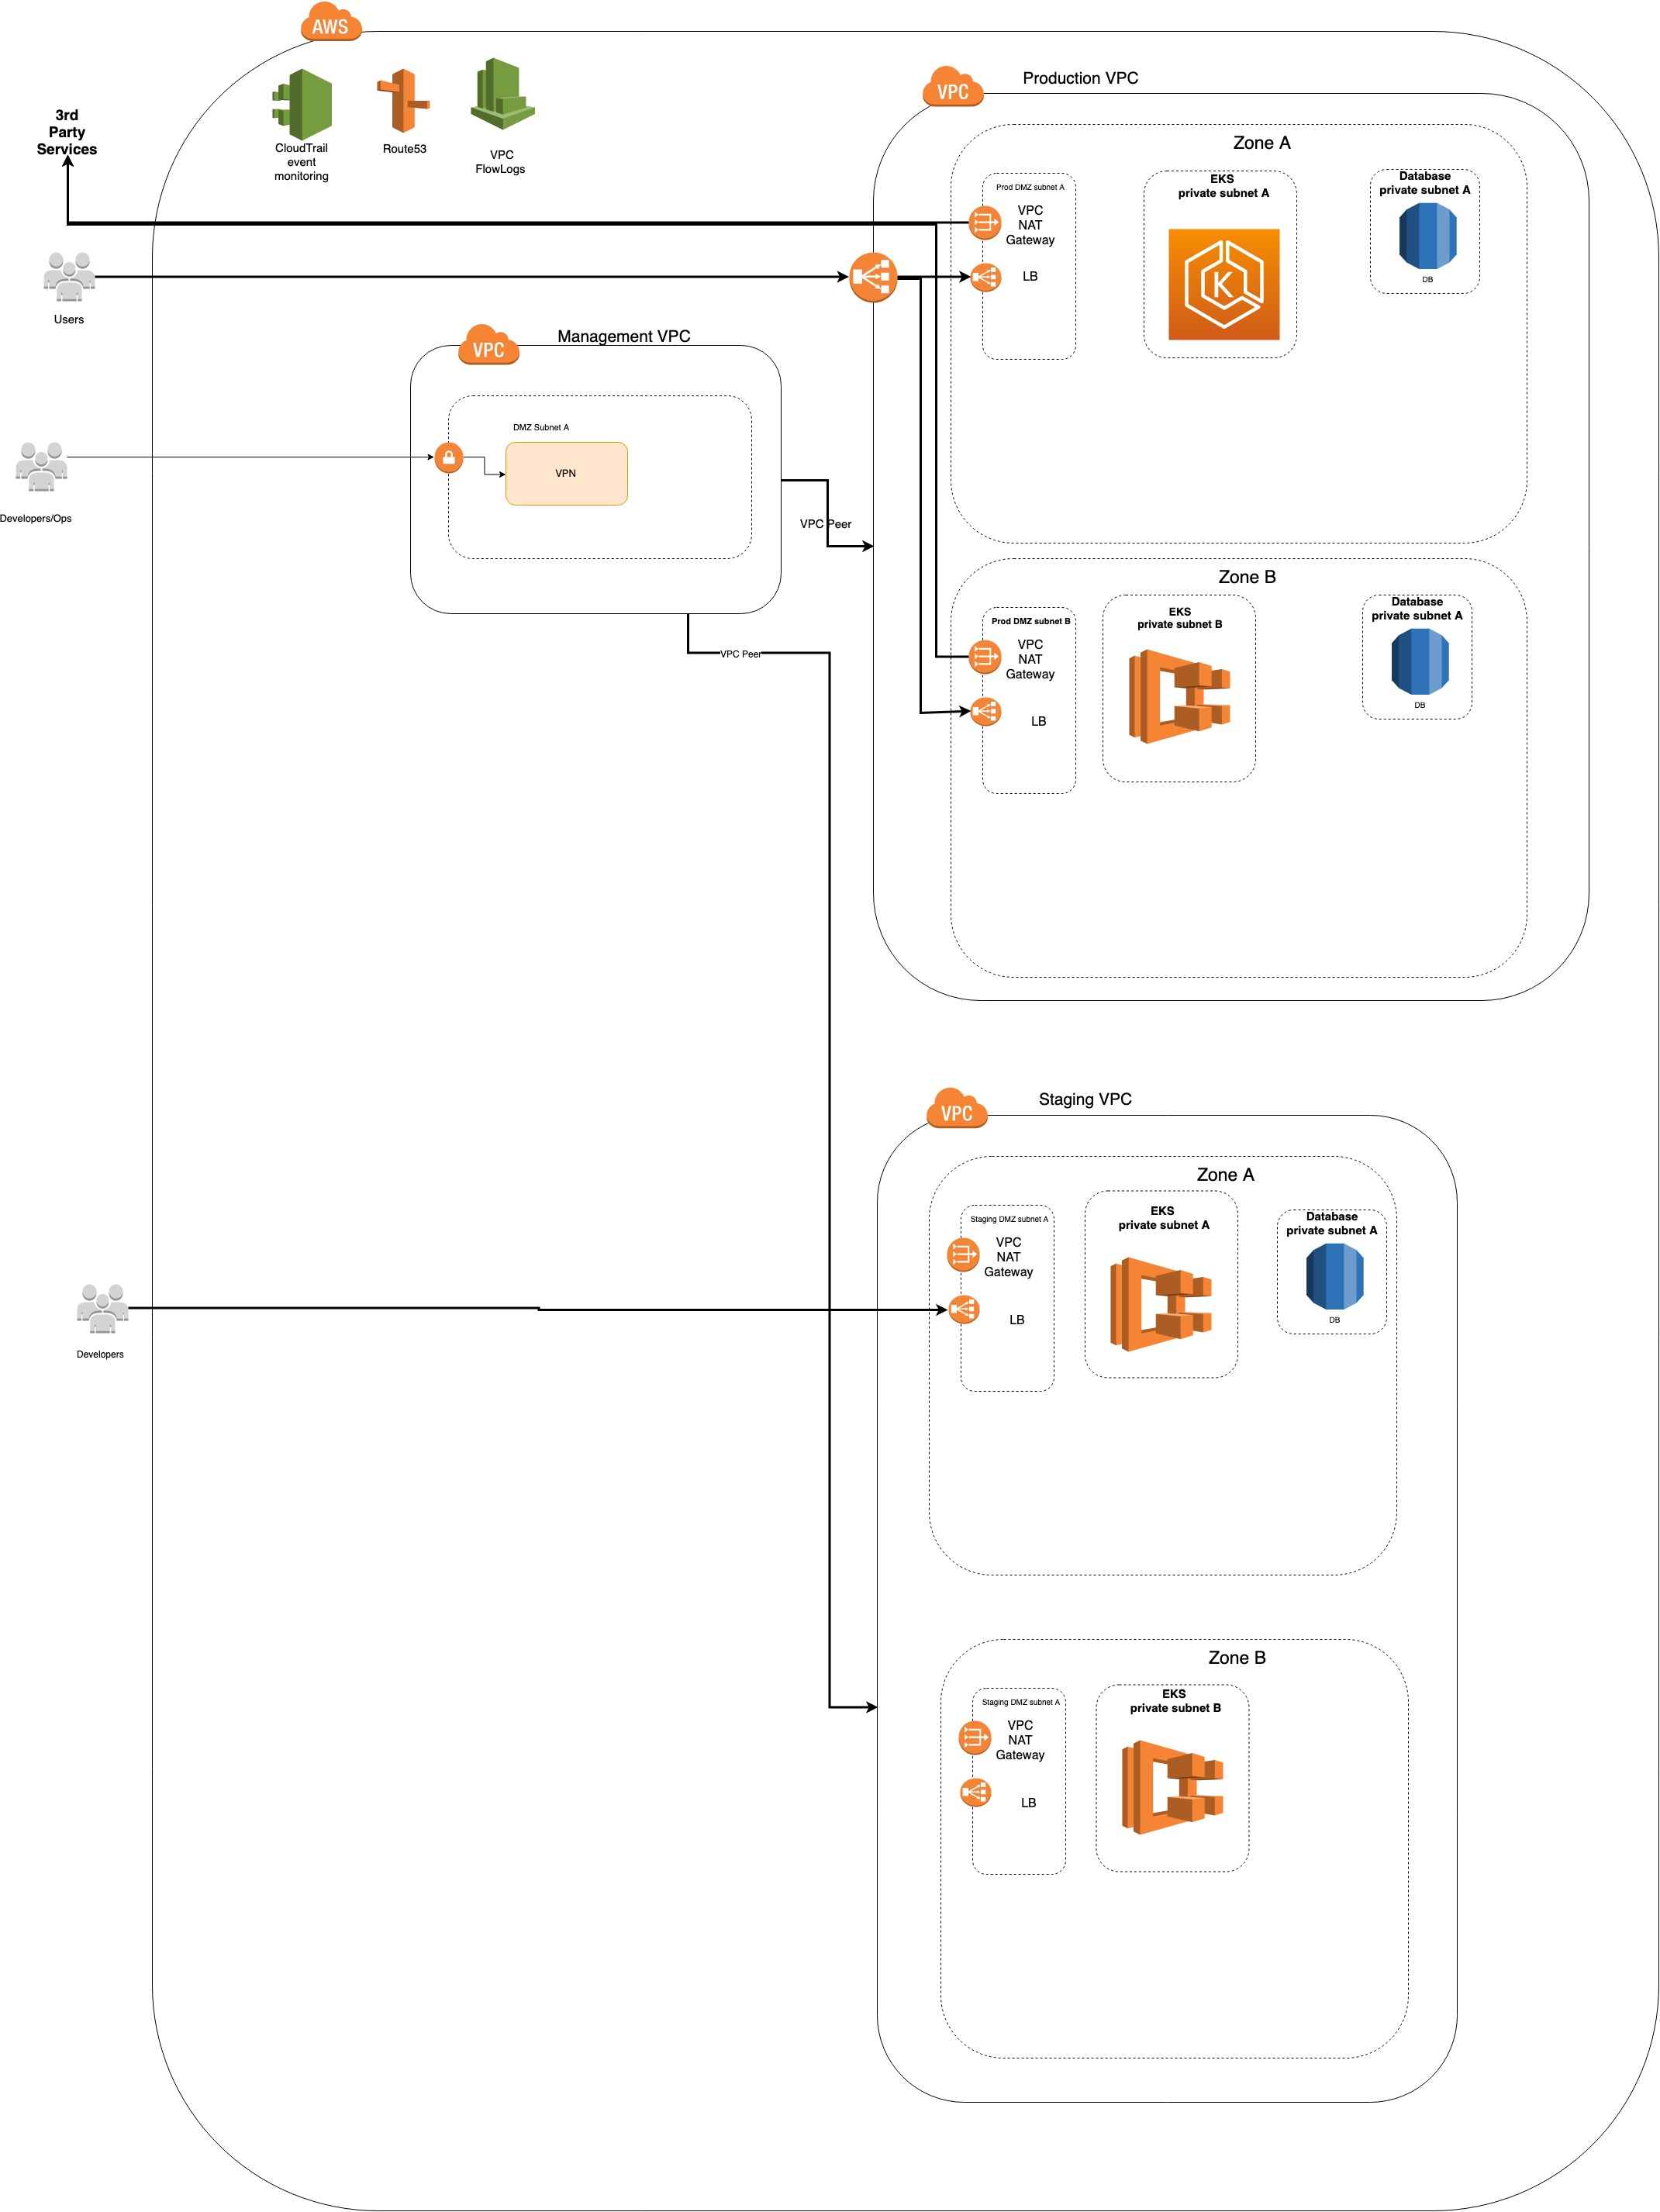 AWS
CloudTrail
event
monitoring
Route53
VPC
FlowLogs
3rd
Party
Services
Users
Developers/Ops
VPC
Management VPC
DMZ Subnet A
VPN
VPC Peer
VPC Peer
VPC
Production VPC
Zone A
Prod DMZ subnet A
VPC
NAT
Gateway
LB
EKS
private subnet A
K
Database
private subnet A
DB
Zone B
Prod DMZ subnet B
VPC
NAT
Gateway
LB
EKS
private subnet B
Database
private subnet A
DB
Developers
VPC
Staging VPC
Zone A
Staging DMZ subnet A
VPC
NAT
Gateway
LB
EKS
private subnet A
Database
private subnet A
DB
Zone B
Staging DMZ subnet A
VPC
NAT
Gateway
LB
EKS
private subnet B